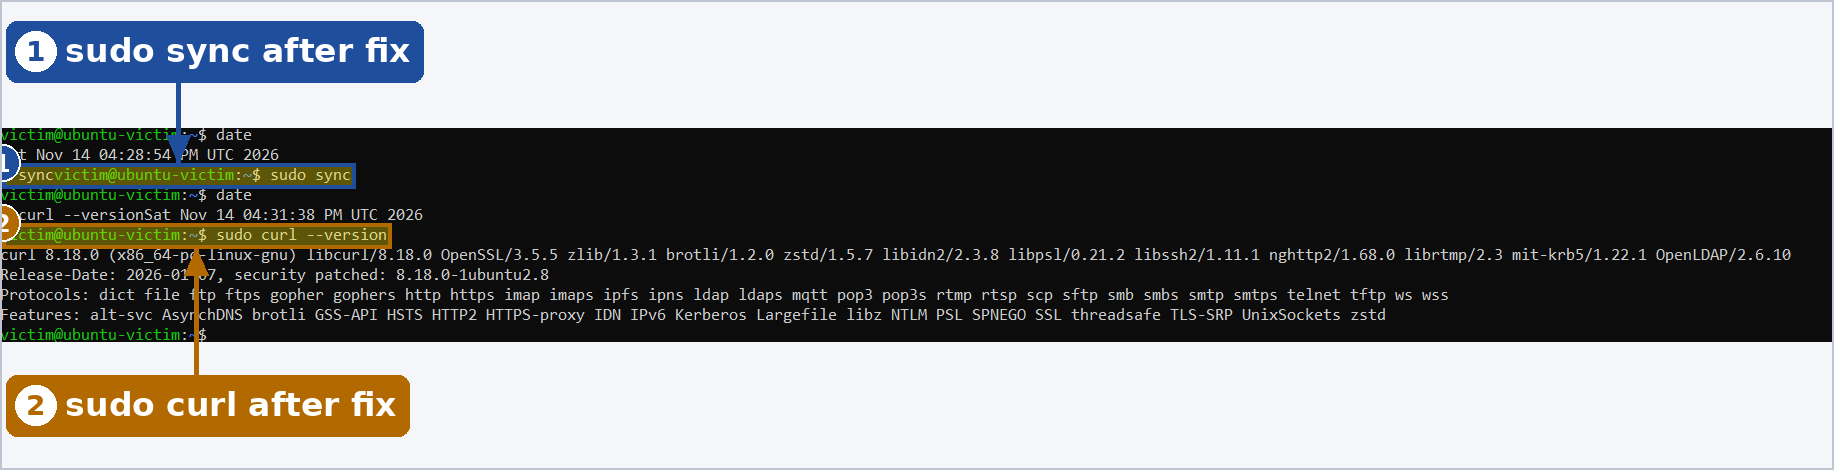 1 sudo sync after fix
victim@ubuntu-victim:~$ date
t Nov 14 04:28:54 PM UTC 2026
1
syncvictim@ubuntu-victim:~$ sudo sync
victim@ubuntu-victim:~$ date
curl --versionSat Nov 14 04:31:38 PM UTC 2026
2
ctim@ubuntu-victim:~$ sudo curl --version
curl 8.18.0 (x86_64-pc-linux-gnu) libcurl/8.18.0 OpenSSL/3.5.5 zlib/1.3.1 brotli/1.2.0 zstd/1.5.7 libidn2/2.3.8 libpsl/0.21.2 libssh2/1.11.1 nghttp2/1.68.0 librtmp/2.3 mit-krb5/1.22.1 OpenLDAP/2.6.10
Release-Date: 2026-01-07, security patched: 8.18.0-1ubuntu2.8
Protocols: dict file ftp ftps gopher gophers http https imap imaps ipfs ipns ldap ldaps mqtt pop3 pop3s rtmp rtsp scp sftp smb smbs smtp smtps telnet tftp ws wss
Features: alt-svc AsynchDNS brotli GSS-API HSTS HTTP2 HTTPS-proxy IDN IPv6 Kerberos Largefile libz NTLM PSL SPNEGO SSL threadsafe TLS-SRP UnixSockets zstd
victim@ubuntu-victim:~$
2 sudo curl after fix